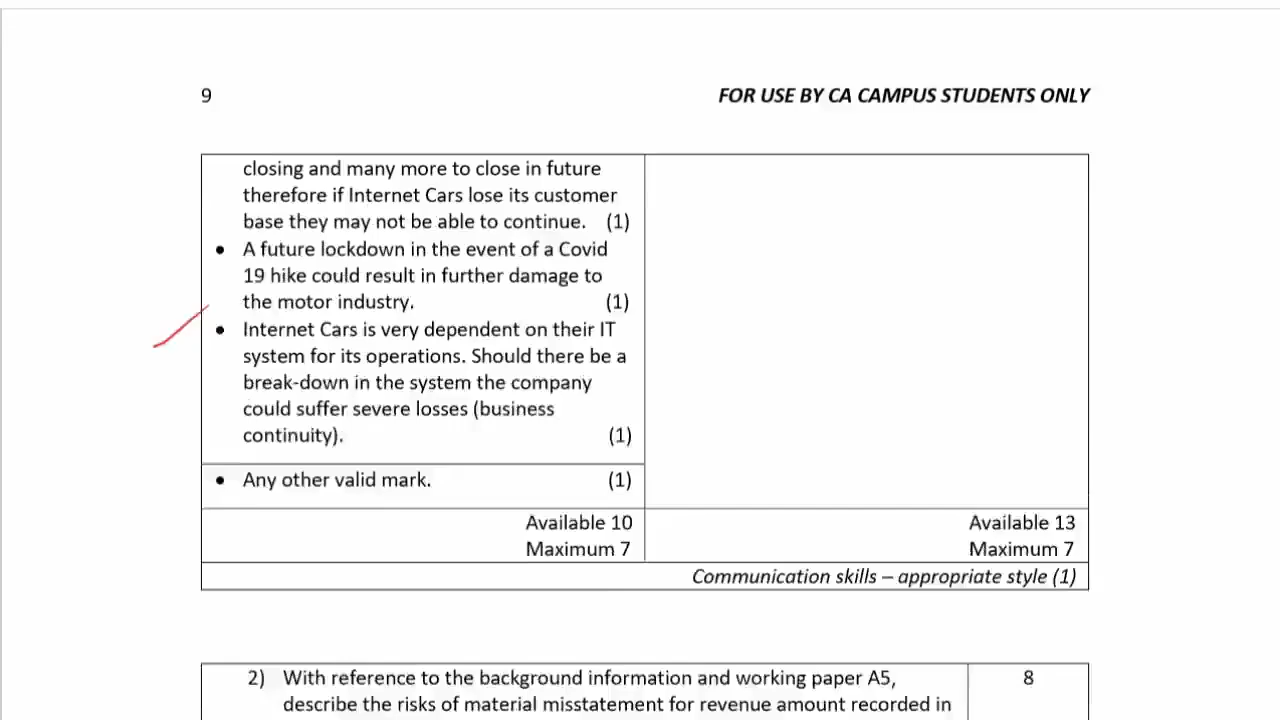 9
FOR USE BY CA CAMPUS STUDENTS ONLY
closing and many more to close in future
therefore if Internet Cars lose its customer
base they may not be able to continue. (1)
• A future lockdown in the event of a Covid
19 hike could result in further damage to
the motor industry. (1)
• Internet Cars is very dependent on their IT
system for its operations. Should there be a
break-down in the system the company
could suffer severe losses (business
continuity). (1)
• Any other valid mark. (1)
Available 10
Maximum 7
Available 13
Maximum 7
Communication skills – appropriate style (1)
2) With reference to the background information and working paper A5, 8
describe the risks of material misstatement for revenue amount recorded in